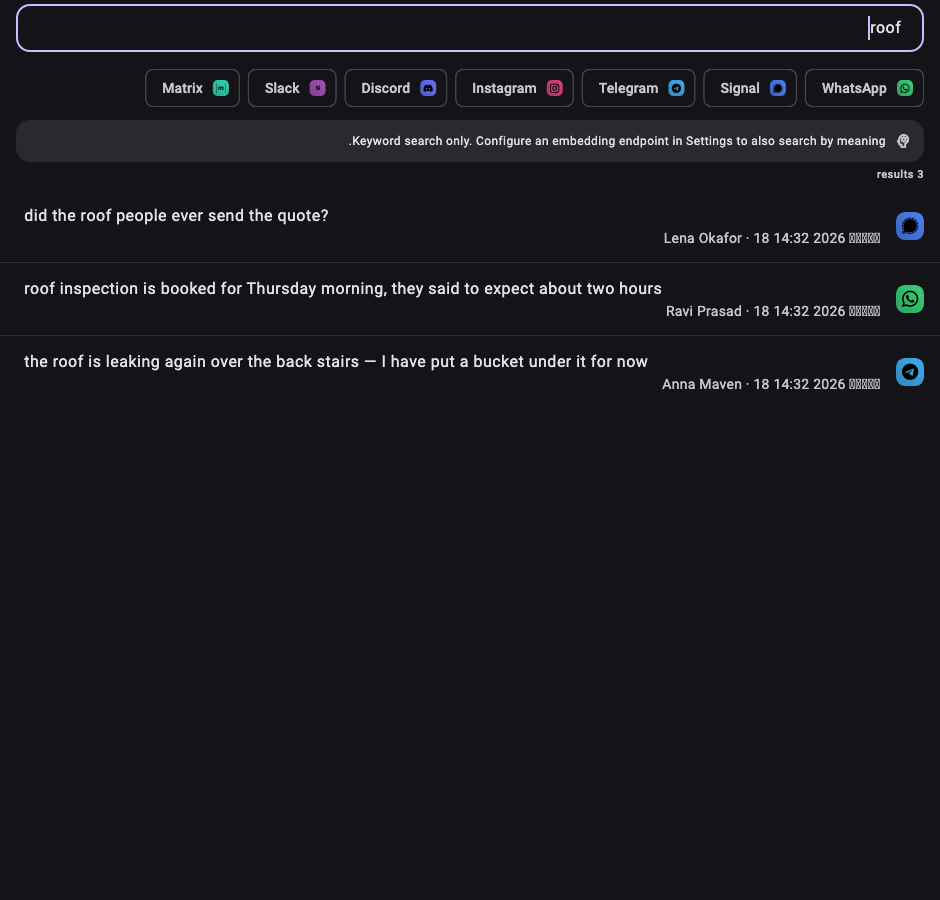 roof
WhatsApp Signal Telegram Instagram Discord Slack Matrix
.Keyword search only. Configure an embedding endpoint in Settings to also search by meaning
results 3
did the roof people ever send the quote?
Lena Okafor · 18 14:32 2026
roof inspection is booked for Thursday morning, they said to expect about two hours
Ravi Prasad · 18 14:32 2026
the roof is leaking again over the back stairs — I have put a bucket under it for now
Anna Maven · 18 14:32 2026